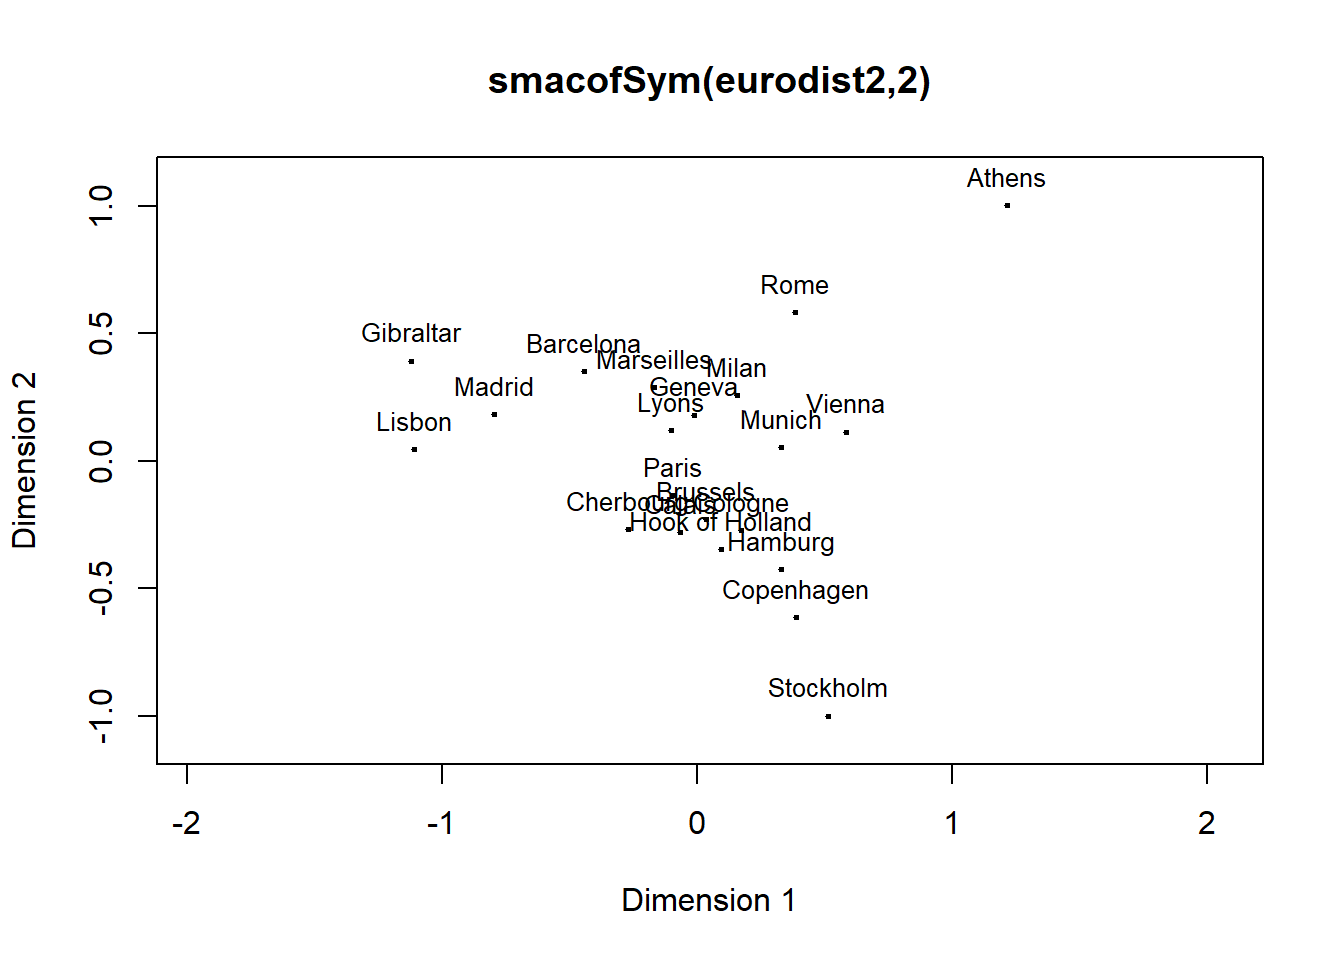 smacofSym(eurodist2,2)
Athens
Rome
Gibraltar
Barcelona
Marseilles
Milan
Madrid
Geneva
Lyons
Vienna
Lisbon
Munich
Paris
Brussels
Cherbourg
Calais
Cologne
Hook of Holland
Hamburg
Copenhagen
Stockholm
1.0
0.5
0.0
-0.5
-1.0
Dimension 2
-2
-1
0
1
2
Dimension 1